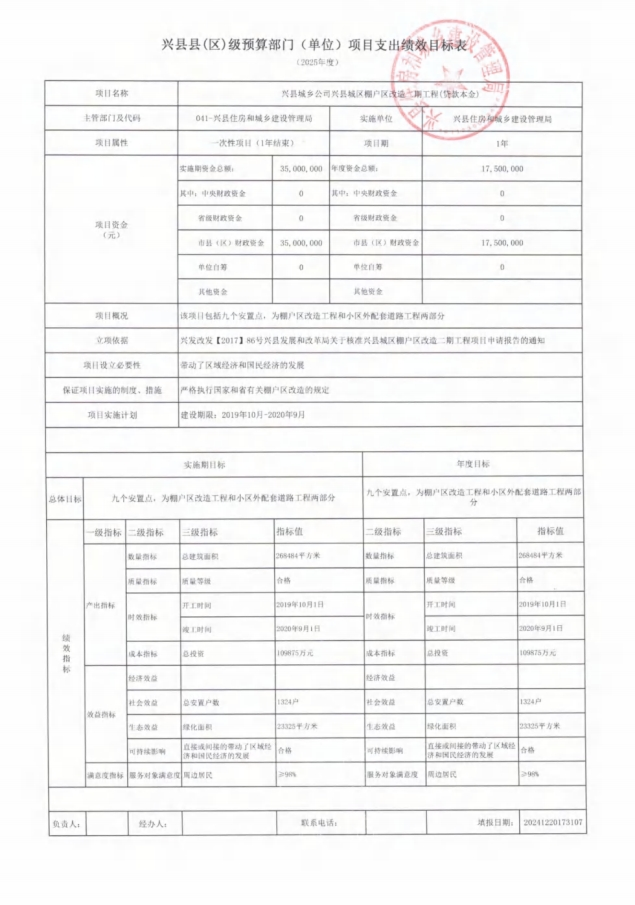 兴县县(区)级预算部门（单位）项目支出绩效目标表
（2025年度）
项目名称 兴县城乡公司兴县城区棚户区改造二期工程(贷款本金)
主管部门及代码 041-兴县住房和城乡建设管理局 实施单位 兴县住房和城乡建设管理局
项目属性 一次性项目（1年结束） 项目期 1年
项目资金（元）
实施期资金总额： 35,000,000 年度资金总额： 17,500,000
其中：中央财政资金 0 其中：中央财政资金 0
省级财政资金 0 省级财政资金 0
市县（区）财政资金 35,000,000 市县（区）财政资金 17,500,000
单位自筹 0 单位自筹 0
其他资金 其他资金
项目概况 该项目包括九个安置点，为棚户区改造工程和小区外配套道路工程两部分
立项依据 兴发改发【2017】86号兴县发展和改革局关于核准兴县城区棚户区改造二期工程项目申请报告的通知
项目设立必要性 带动了区域经济和国民经济的发展
保证项目实施的制度、措施 严格执行国家和省有关棚户区改造的规定
项目实施计划 建设期限：2019年10月-2020年9月
实施期目标 年度目标
总体目标 九个安置点，为棚户区改造工程和小区外配套道路工程两部分 九个安置点，为棚户区改造工程和小区外配套道路工程两部分
绩效指标
一级指标 二级指标 三级指标 指标值 二级指标 三级指标 指标值
产出指标
数量指标 总建筑面积 268484平方米 数量指标 总建筑面积 268484平方米
质量指标 质量等级 合格 质量指标 质量等级 合格
时效指标 开工时间 2019年10月1日 时效指标 开工时间 2019年10月1日
竣工时间 2020年9月1日 竣工时间 2020年9月1日
成本指标 总投资 109875万元 成本指标 总投资 109875万元
效益指标
经济效益 经济效益
社会效益 总安置户数 1324户 社会效益 总安置户数 1324户
生态效益 绿化面积 23325平方米 生态效益 绿化面积 23325平方米
可持续影响 直接或间接的带动了区域经济和国民经济的发展 合格 可持续影响 直接或间接的带动了区域经济和国民经济的发展 合格
满意度指标 服务对象满意度 周边居民 ≥90% 服务对象满意度 周边居民 ≥90%
负责人： 经办人： 联系电话： 填报日期： 20241220173107